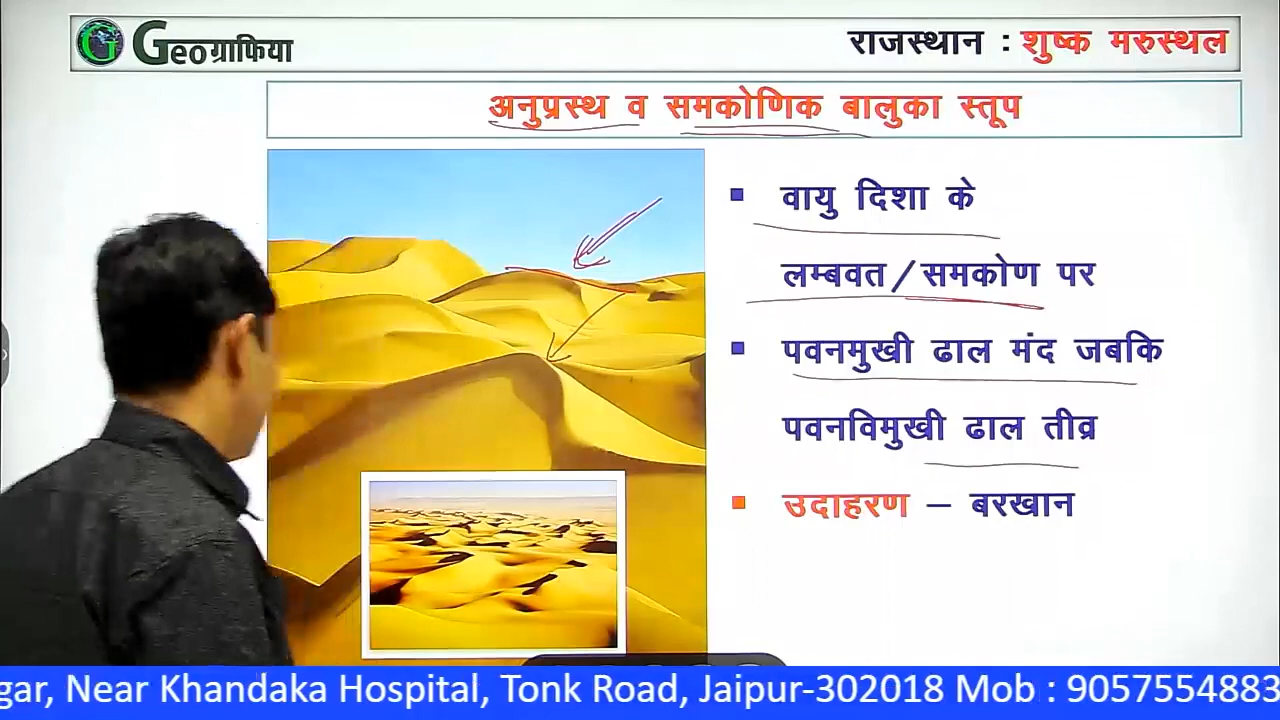 Geoग्राफिया
राजस्थान : शुष्क मरुस्थल
अनुप्रस्थ व समकोणिक बालुका स्तूप
वायु दिशा के
लम्बवत/समकोण पर
पवनमुखी ढाल मंद जबकि
पवनविमुखी ढाल तीव्र
उदाहरण – बरखान
gar, Near Khandaka Hospital, Tonk Road, Jaipur-302018 Mob : 9057554883